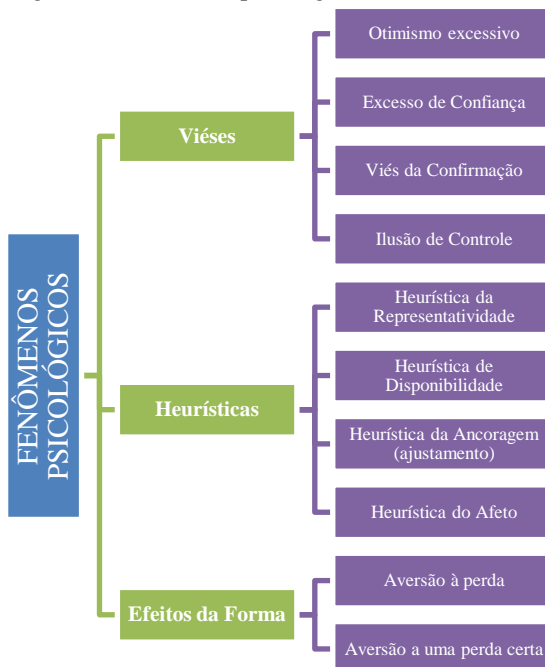 Otimismo excessivo
Excesso de Confiança
Viéses
Viés da Confirmação
Ilusão de Controle
FENÔMENOS
PSICOLÓGICOS
Heurística da
Representatividade
Heurística de
Disponibilidade
Heurísticas
Heurística da Ancoragem
(ajustamento)
Heurística do Afeto
Efeitos da Forma
Aversão à perda
Aversão a uma perda certa